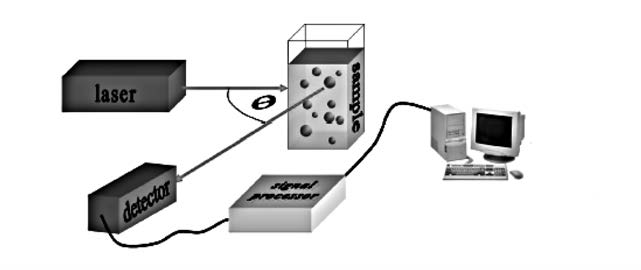 laser
Θ
sample
detector
signal
processor